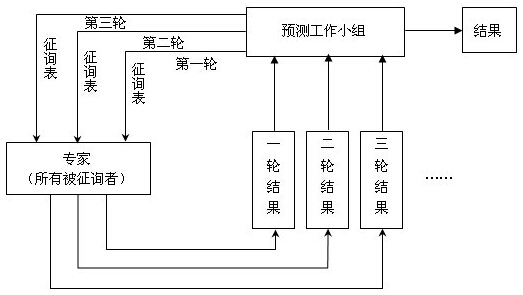 第三轮
第二轮
第一轮
征询表
征询表
征询表
预测工作小组
结果
专家
（所有被征询者）
一轮结果
二轮结果
三轮结果
……